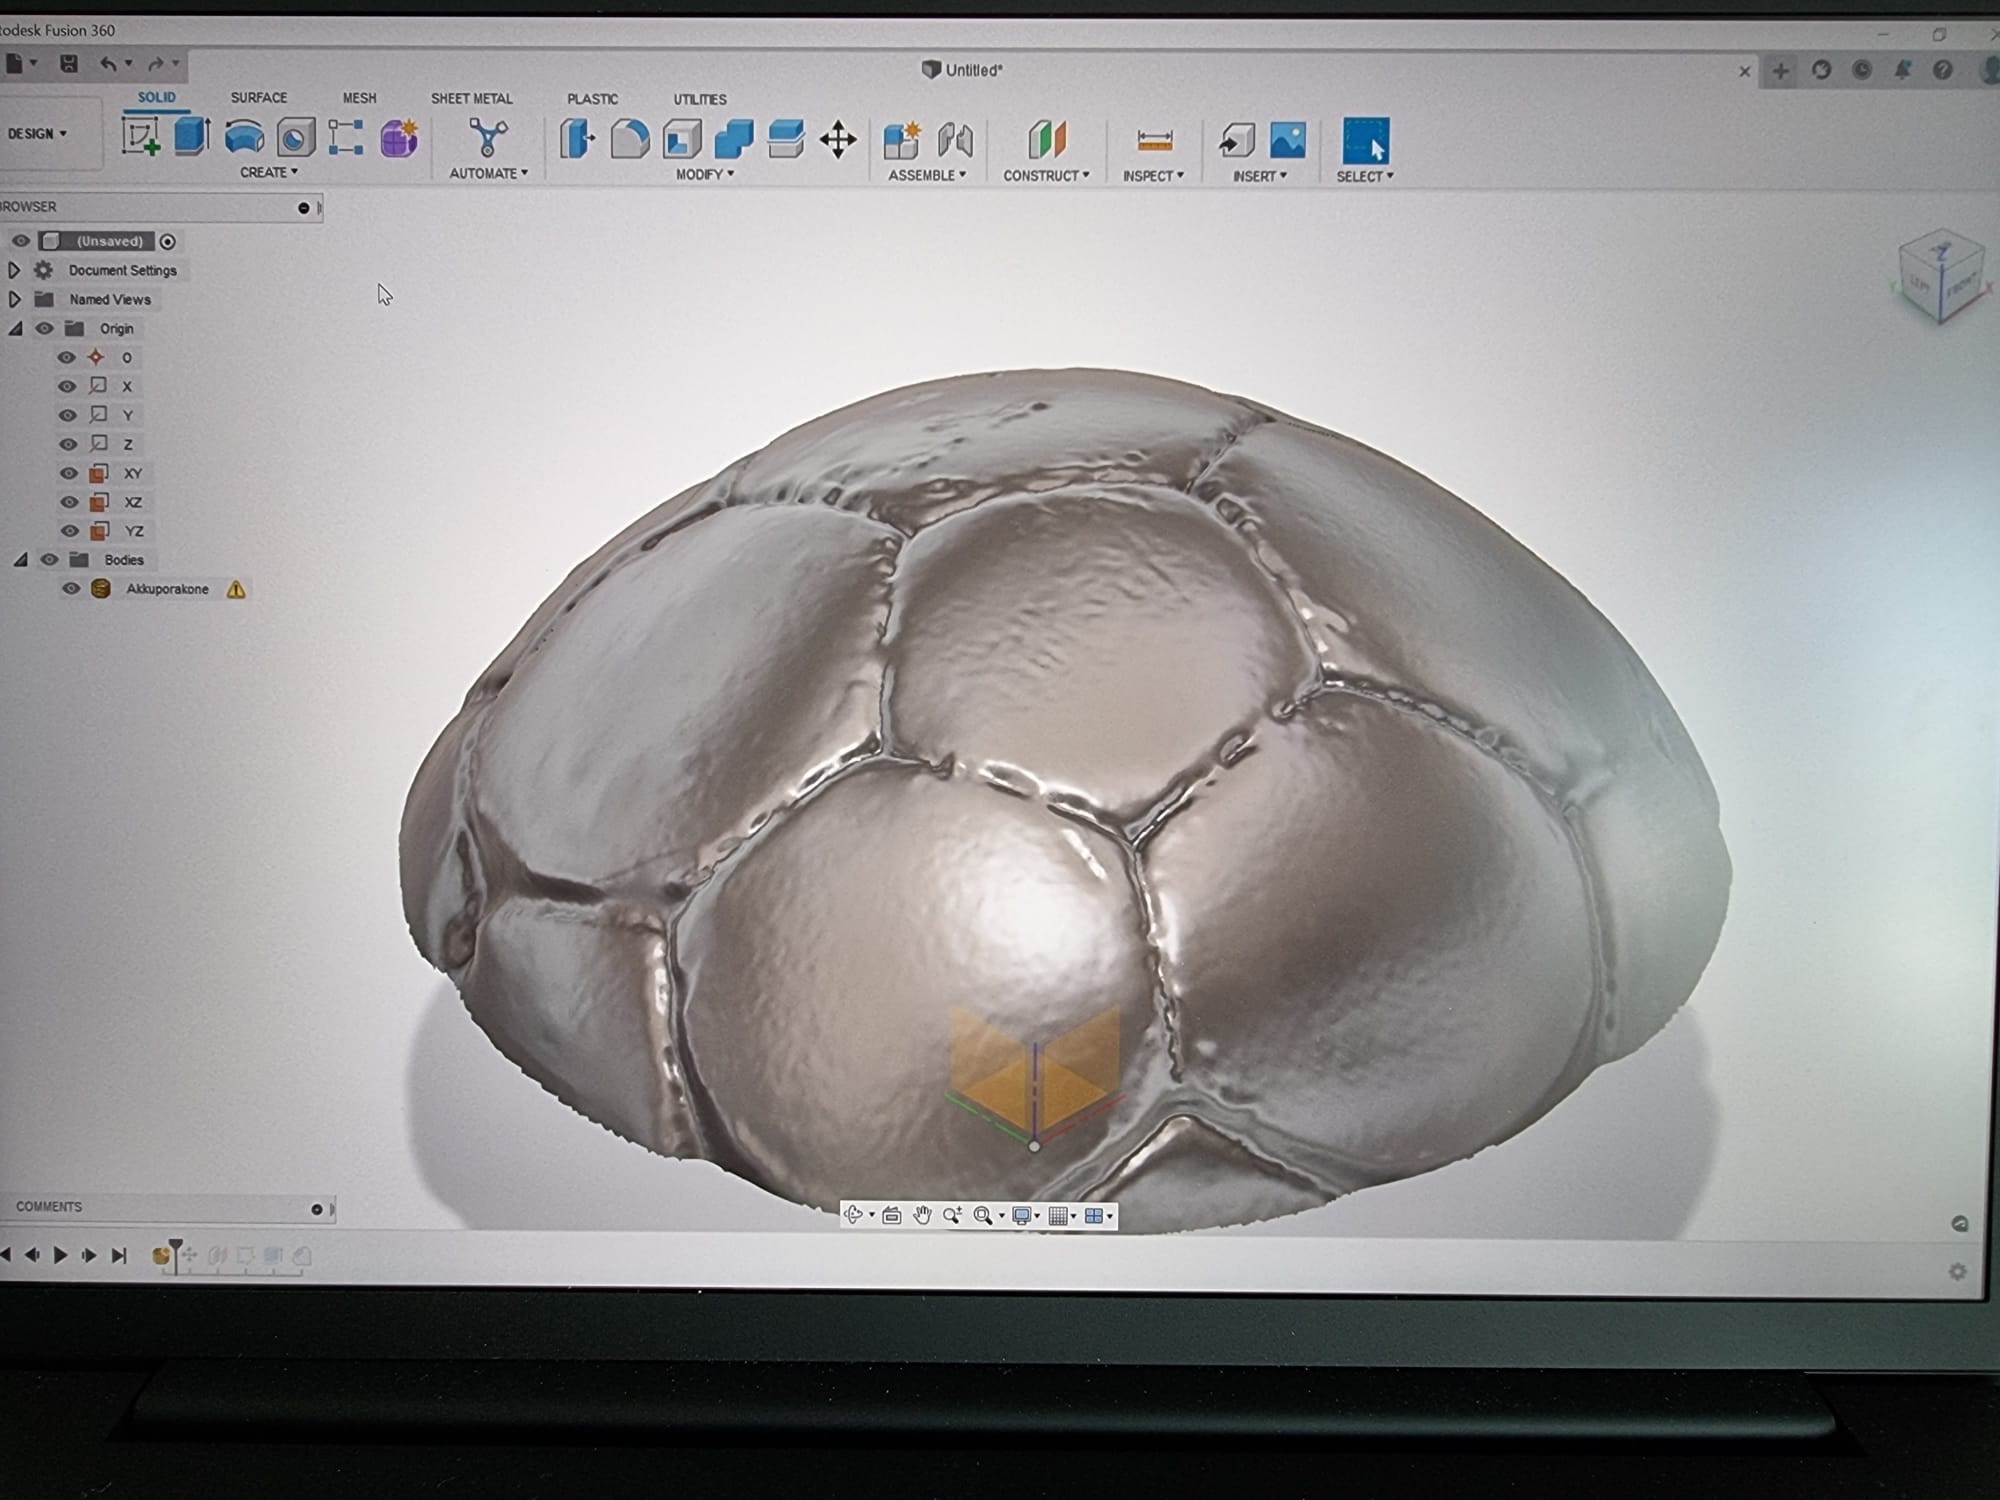 todesk Fusion 360
Untitled*
SOLID SURFACE MESH SHEET METAL PLASTIC UTILITIES
DESIGN
CREATE AUTOMATE MODIFY ASSEMBLE CONSTRUCT INSPECT INSERT SELECT
BROWSER
(Unsaved)
Document Settings
Named Views
Origin
O
X
Y
Z
XY
XZ
YZ
Bodies
Akkuporakone
Z
LEFT FRONT
Y X
COMMENTS